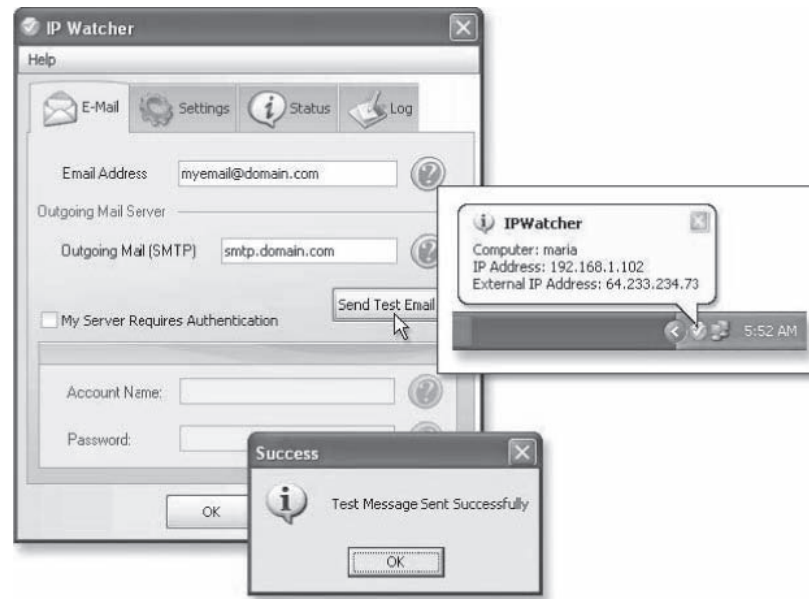 IP Watcher
Help
E-Mail
Settings
Status
Log
Email Address
myemail@domain.com
Outgoing Mail Server
Outgoing Mail (SMTP)
smtp.domain.com
Send Test Email
My Server Requires Authentication
Account Name:
Password:
OK
IPWatcher
Computer: maria
IP Address: 192.168.1.102
External IP Address: 64.233.234.73
5:52 AM
Success
Test Message Sent Successfully
OK